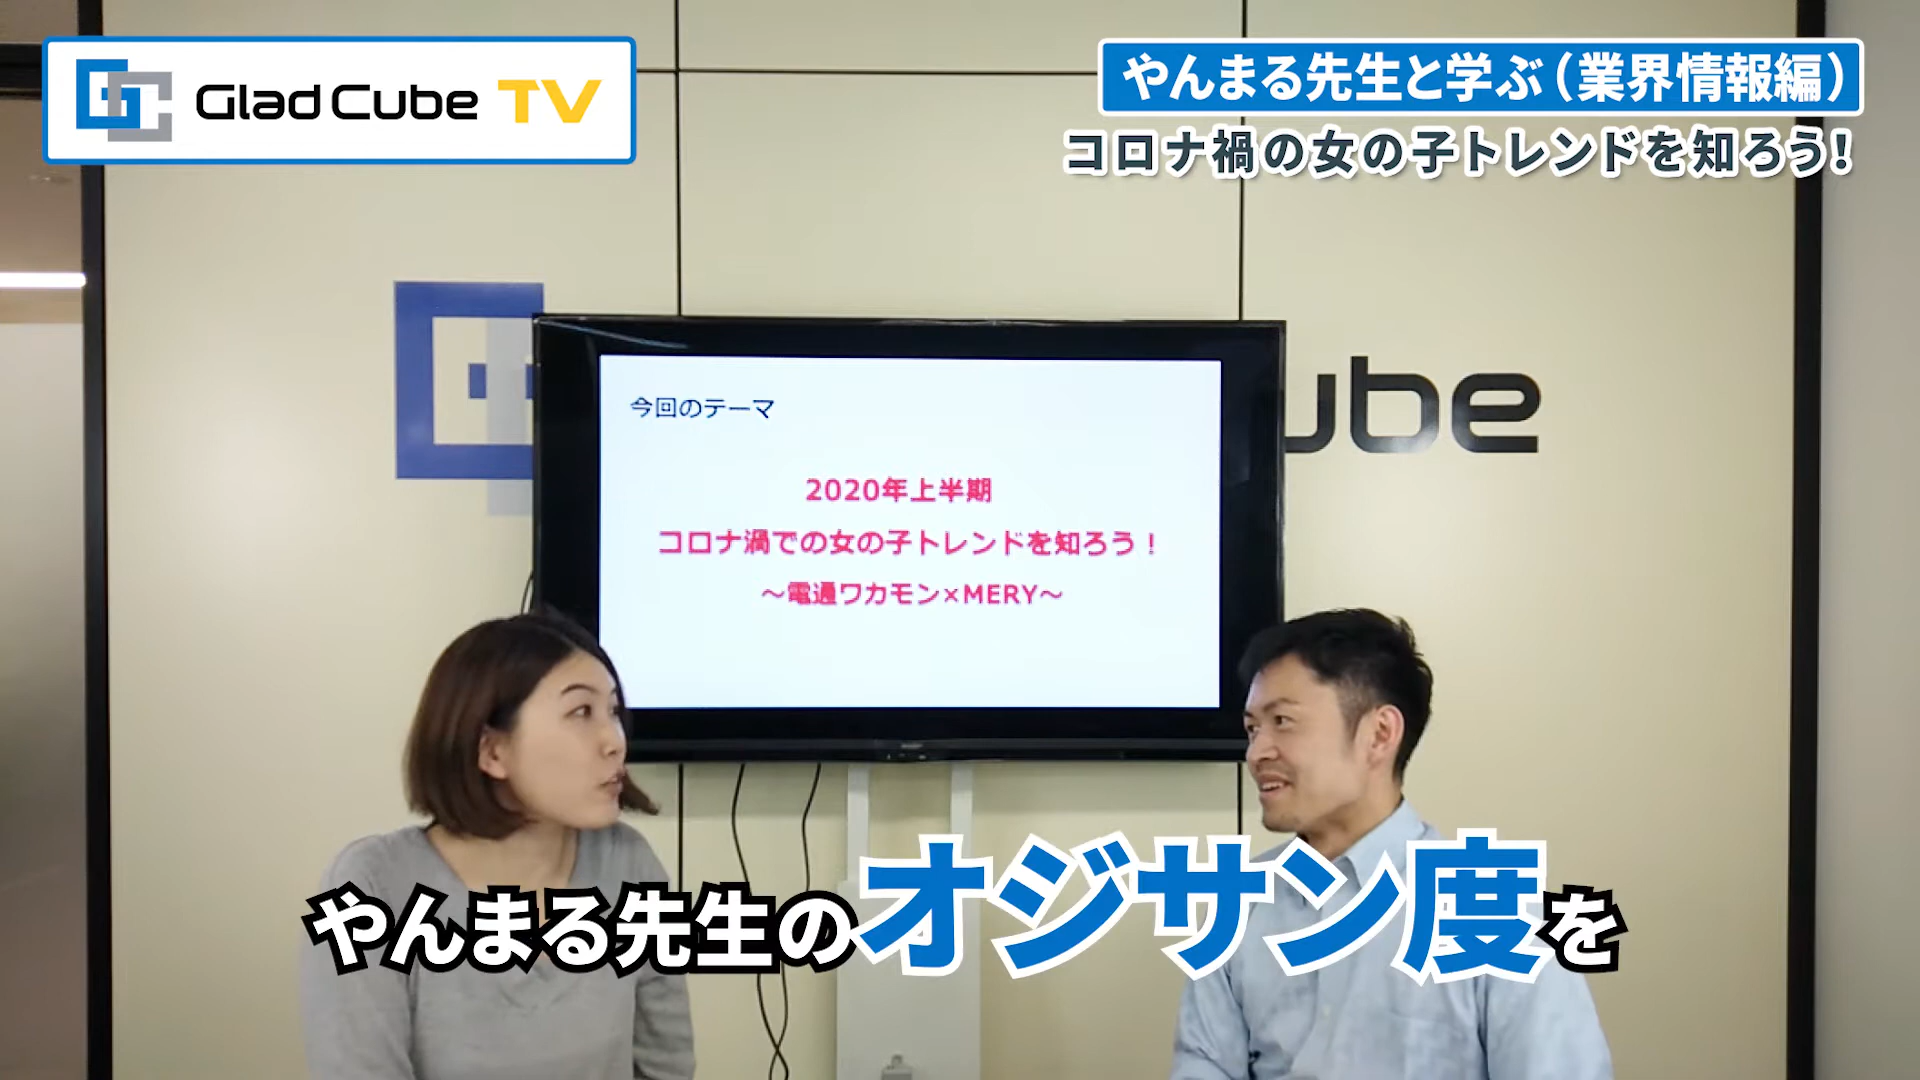 Glad Cube TV
やんまる先生と学ぶ（業界情報編）
コロナ禍の女の子トレンドを知ろう！
ube
今回のテーマ
2020年上半期
コロナ渦での女の子トレンドを知ろう！
～電通ワカモン×MERY～
やんまる先生のオジサン度を